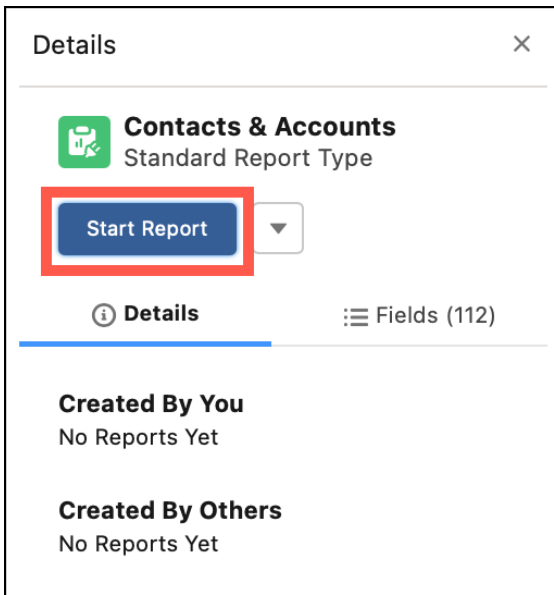 Details
Contacts & Accounts
Standard Report Type
Start Report
Details
Fields (112)
Created By You
No Reports Yet
Created By Others
No Reports Yet